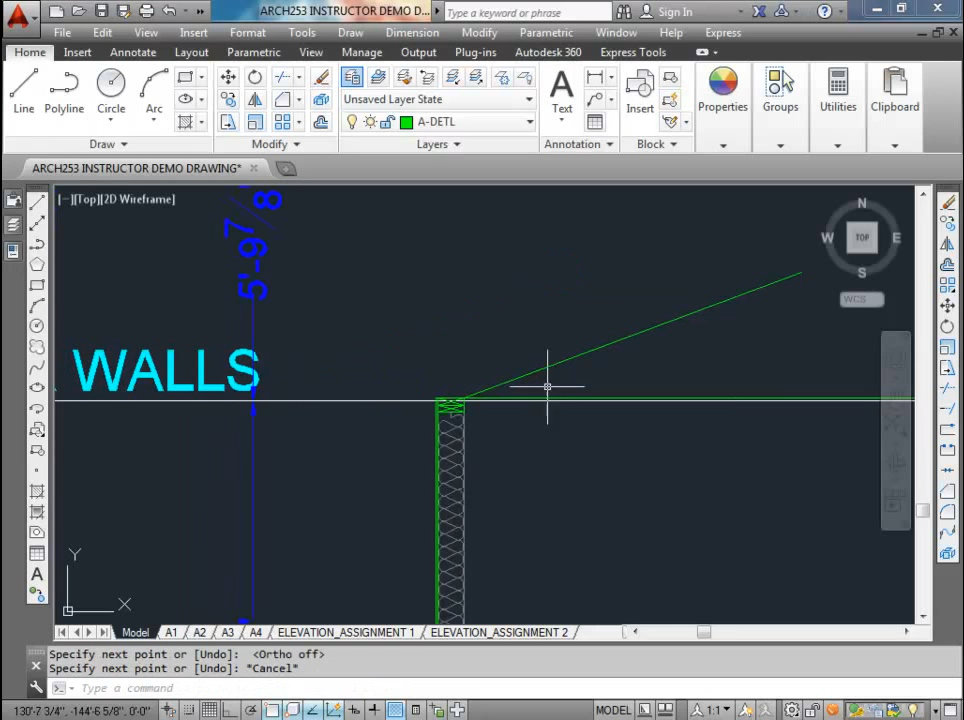 ARCH253 INSTRUCTOR DEMO D...
Type a keyword or phrase
Sign In
File Edit View Insert Format Tools Draw Dimension Modify Parametric Window Help Express
Home Insert Annotate Layout Parametric View Manage Output Plug-ins Autodesk 360 Express Tools
Unsaved Layer State
A-DETL
Line Polyline Circle Arc Text Insert Properties Groups Utilities Clipboard
Draw Modify Layers Annotation Block
ARCH253 INSTRUCTOR DEMO DRAWING*
[−][Top][2D Wireframe]
N
W TOP E
S
WCS
5'-9 7/8
WALLS
Y
X
Model A1 A2 A3 A4 ELEVATION_ASSIGNMENT 1 ELEVATION_ASSIGNMENT 2
Specify next point or [Undo]: <Ortho off>
Specify next point or [Undo]: *Cancel*
Type a command
130'-7 3/4", -144'-6 5/8", 0'-0" MODEL 1:1